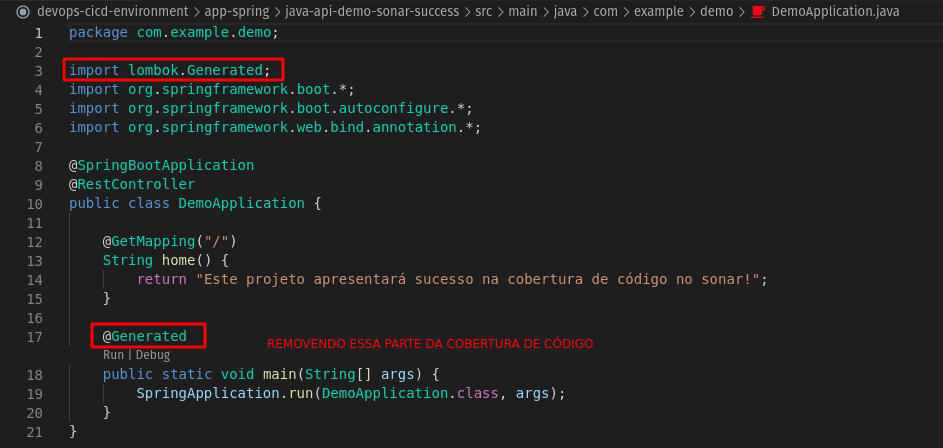 devops-cicd-environment > app-spring > java-api-demo-sonar-success > src > main > java > com > example > demo > DemoApplication.java
1 package com.example.demo;
2
3 import lombok.Generated;
4 import org.springframework.boot.*;
5 import org.springframework.boot.autoconfigure.*;
6 import org.springframework.web.bind.annotation.*;
7
8 @SpringBootApplication
9 @RestController
10 public class DemoApplication {
11
12 @GetMapping("/")
13 String home() {
14 return "Este projeto apresentará sucesso na cobertura de código no sonar!";
15 }
16
17 @Generated
REMOVENDO ESSA PARTE DA COBERTURA DE CÓDIGO
Run | Debug
18 public static void main(String[] args) {
19 SpringApplication.run(DemoApplication.class, args);
20 }
21 }